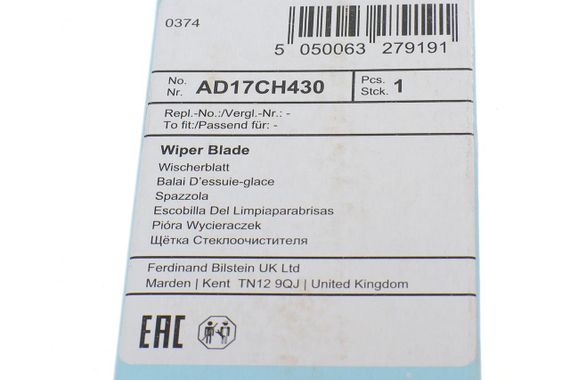 0374
5 050063 279191
No. Nr. AD17CH430 Pcs. Stck. 1
Repl.-No.:/Vergl.-Nr.: -
To fit:/Passend für: -
Wiper Blade
Wischerblatt
Balai D'essuie-glace
Spazzola
Escobilla Del Limpiaparabrisas
Pióra Wycieraczek
Щётка Стеклоочистителя
Ferdinand Bilstein UK Ltd
Marden | Kent TN12 9QJ | United Kingdom
EAC